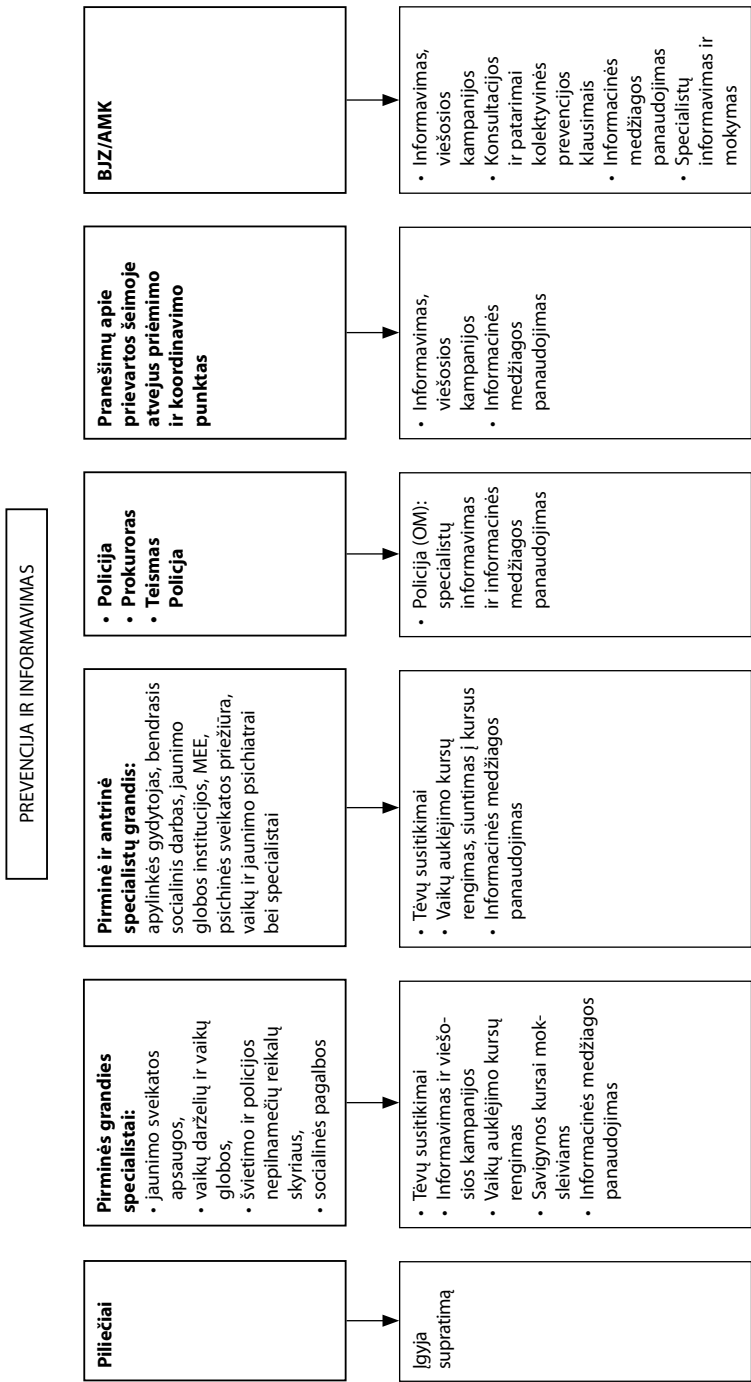 PREVENCIJA IR INFORMAVIMAS
Piliečiai
Įgyja
supratimą
Pirminės grandies
specialistai:
• jaunimo sveikatos
apsaugos,
• vaikų darželių ir vaikų
globos,
• švietimo ir policijos
nepilnamečių reikalų
skyriaus,
• socialinės pagalbos
• Tėvų susitikimai
• Informavimas ir viešo-
sios kampanijos
• Vaikų auklėjimo kursų
rengimas
• Savigynos kursai mok-
sleiviams
• Informacinės medžiagos
panaudojimas
Pirminė ir antrinė
specialistų grandis:
apylinkės gydytojas, bendrasis
socialinis darbas, jaunimo
globos institucijos, MEE,
psichinės sveikatos priežiūra,
vaikų ir jaunimo psichiatrai
bei specialistai
• Tėvų susitikimai
• Vaikų auklėjimo kursų
rengimas, siuntimas į kursus
• Informacinės medžiagos
panaudojimas
• Policija
• Prokuroras
• Teismas
Policja
• Policija (OM):
specialistų
informavimas
ir informacinės
medžiagos
panaudojimas
Pranešimų apie
prievartos šeimoje
atvejus priėmimo
ir koordinavimo
punktas
• Informavimas,
viešosios
kampanijos
• Informacinės
medžiagos
panaudojimas
BJZ/AMK
• Informavimas,
viešosios
kampanijos
• Konsultacijos
ir patarimai
kolektyvinės
prevencijos
klausimais
• Informacinės
medžiagos
panaudojimas
• Specialistų
informavimas ir
mokymas